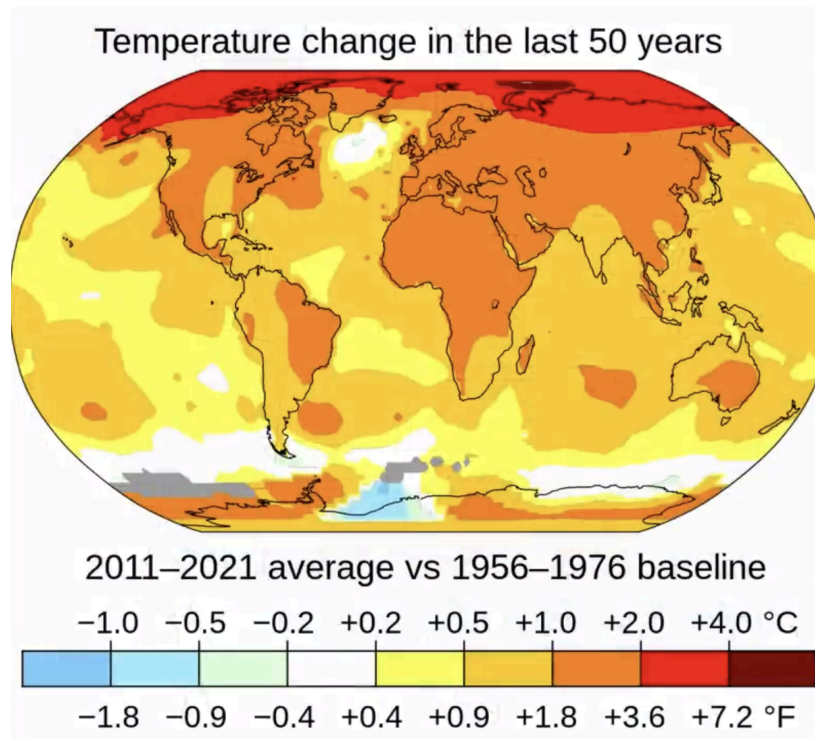 Temperature change in the last 50 years
2011–2021 average vs 1956–1976 baseline
−1.0 −0.5 −0.2 +0.2 +0.5 +1.0 +2.0 +4.0 °C
−1.8 −0.9 −0.4 +0.4 +0.9 +1.8 +3.6 +7.2 °F